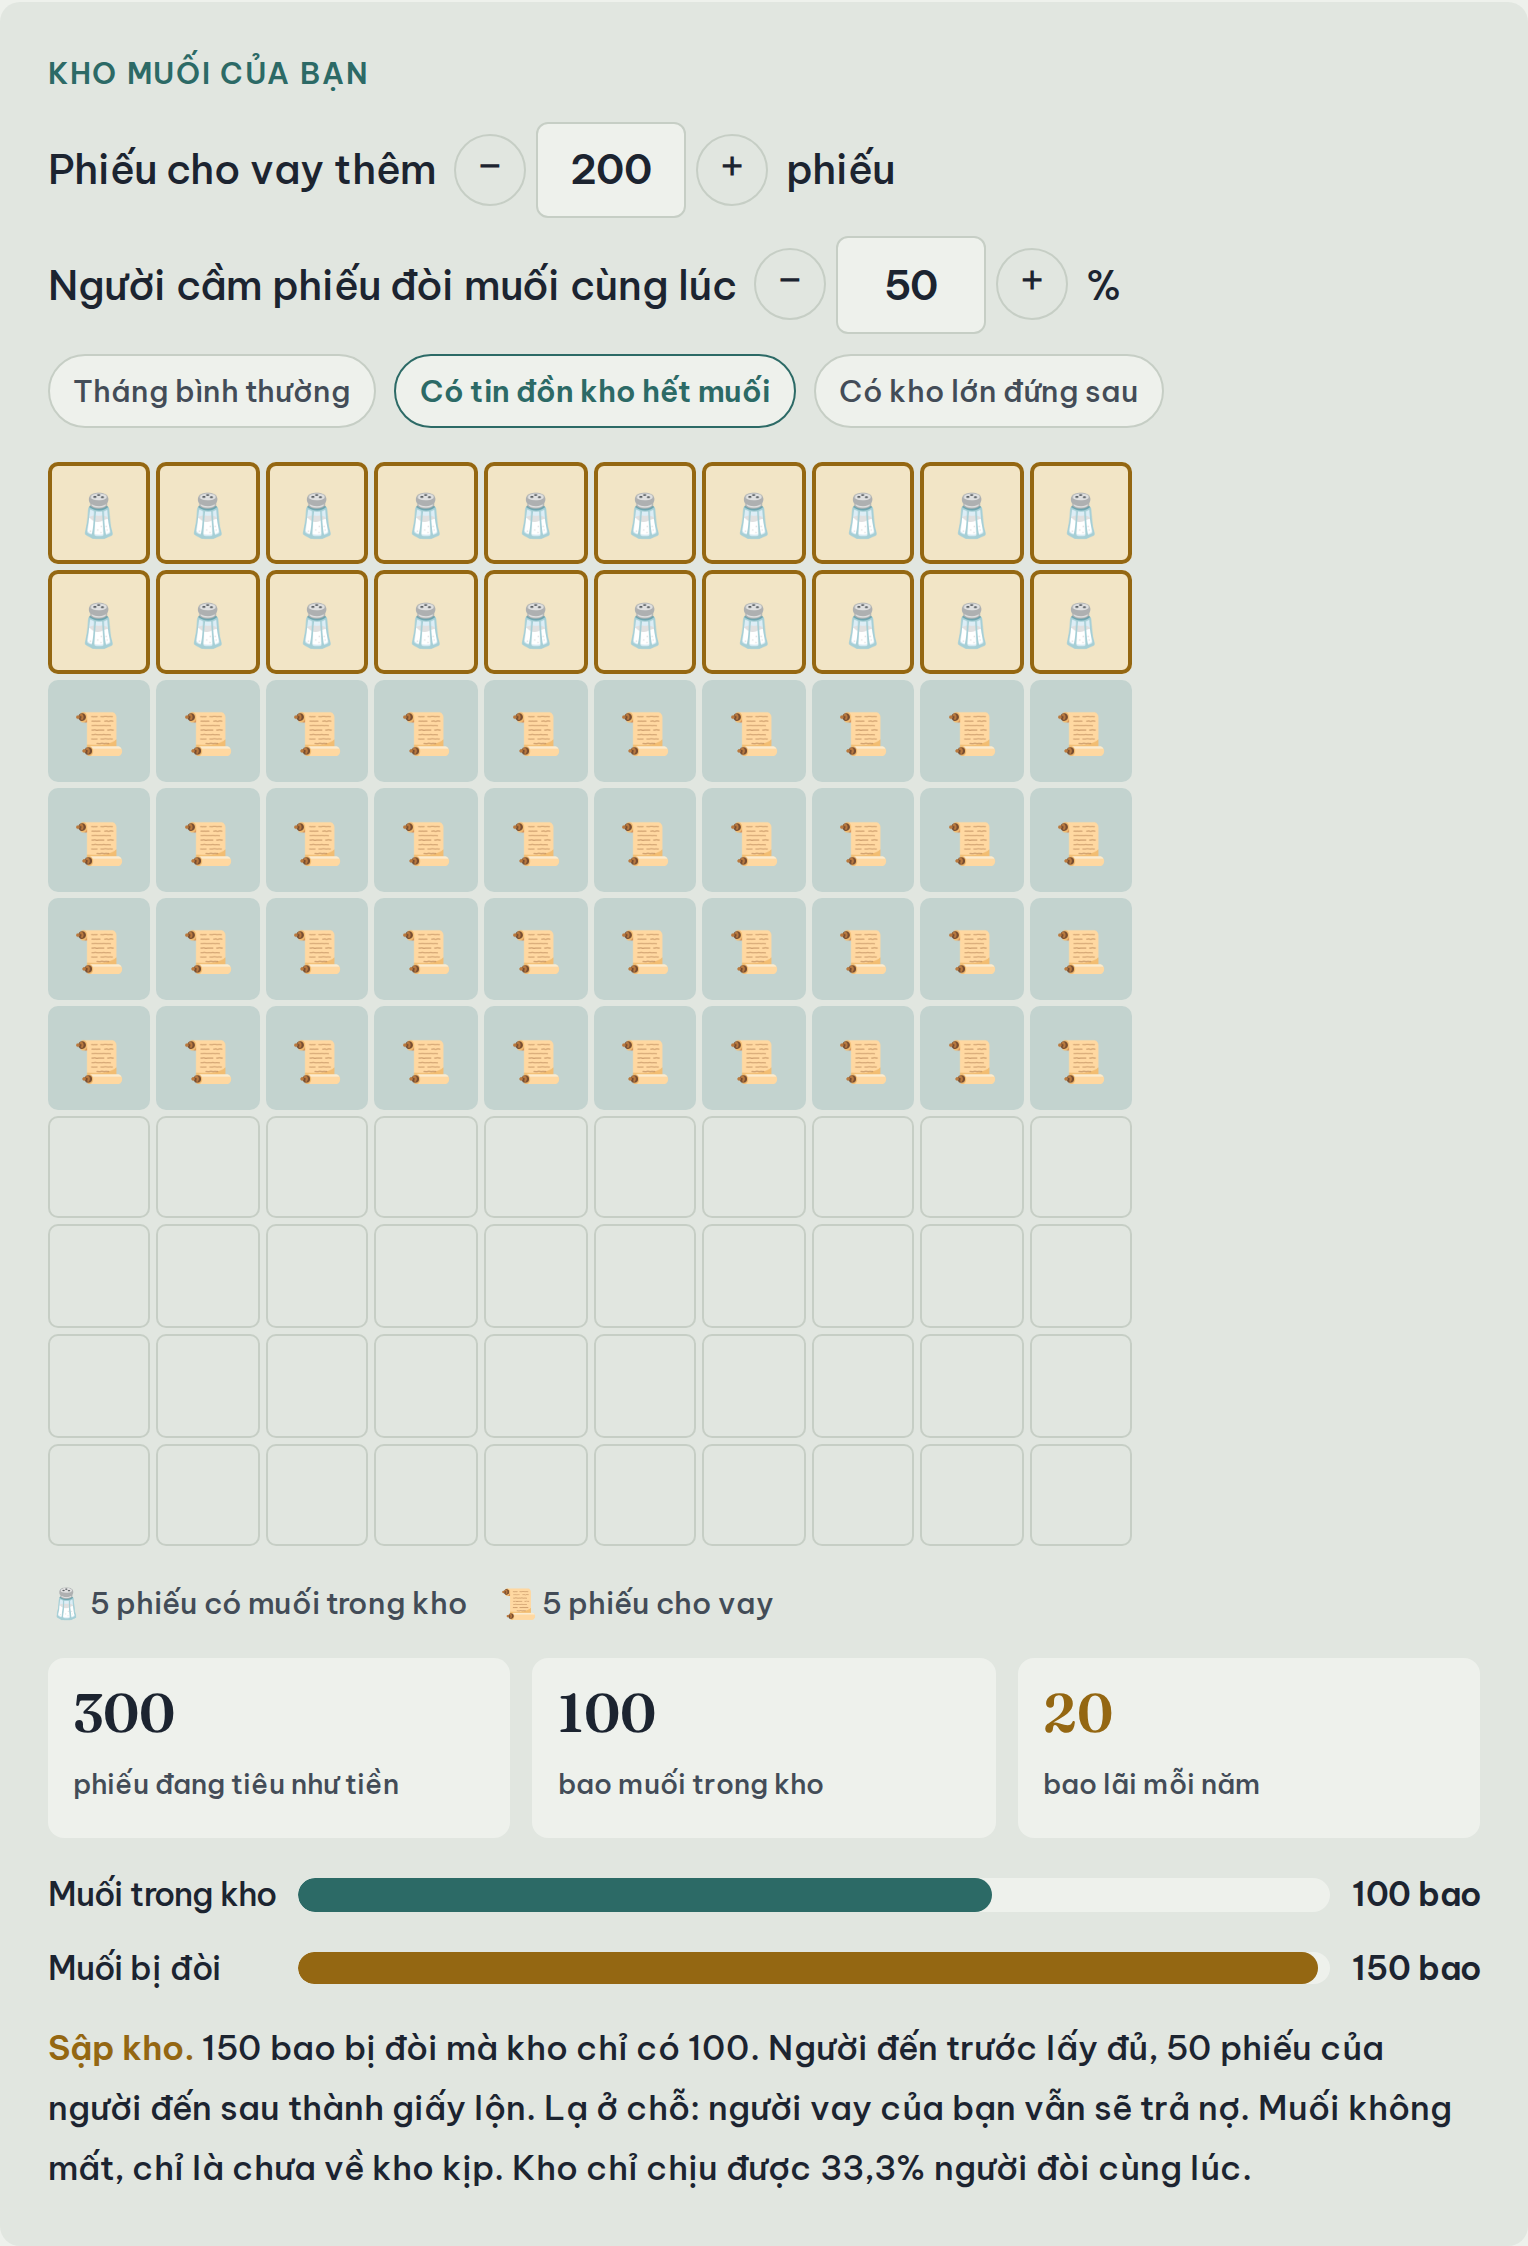 KHO MUỐI CỦA BẠN
Phiếu cho vay thêm − 200 + phiếu
Người cầm phiếu đòi muối cùng lúc − 50 + %
Tháng bình thường Có tin đồn kho hết muối Có kho lớn đứng sau
5 phiếu có muối trong kho 5 phiếu cho vay
300 100 20
phiếu đang tiêu như tiền bao muối trong kho bao lãi mỗi năm
Muối trong kho 100 bao
Muối bị đòi 150 bao
Sập kho. 150 bao bị đòi mà kho chỉ có 100. Người đến trước lấy đủ, 50 phiếu của
người đến sau thành giấy lộn. Lạ ở chỗ: người vay của bạn vẫn sẽ trả nợ. Muối không
mất, chỉ là chưa về kho kịp. Kho chỉ chịu được 33,3% người đòi cùng lúc.